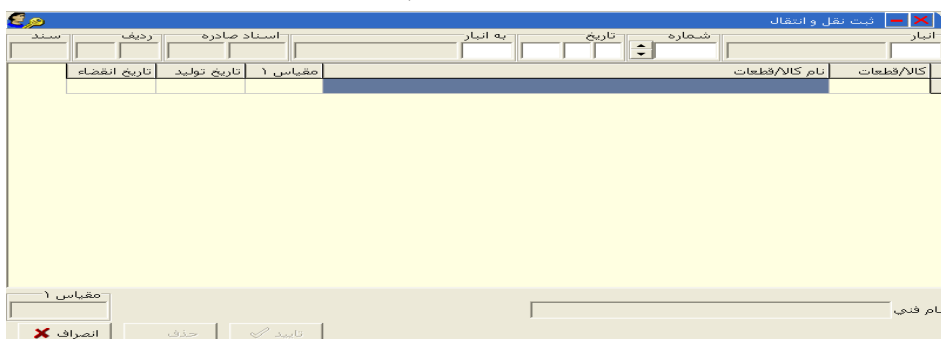 ثبت نقل و انتقال
انبار شماره تاریخ به انبار اسناد صادره ردیف سند
کالا/قطعات نام کالا/قطعات مقیاس ۱ تاریخ تولید تاریخ انقضاء
مقیاس ۱
نام فني
تایید حذف انصراف